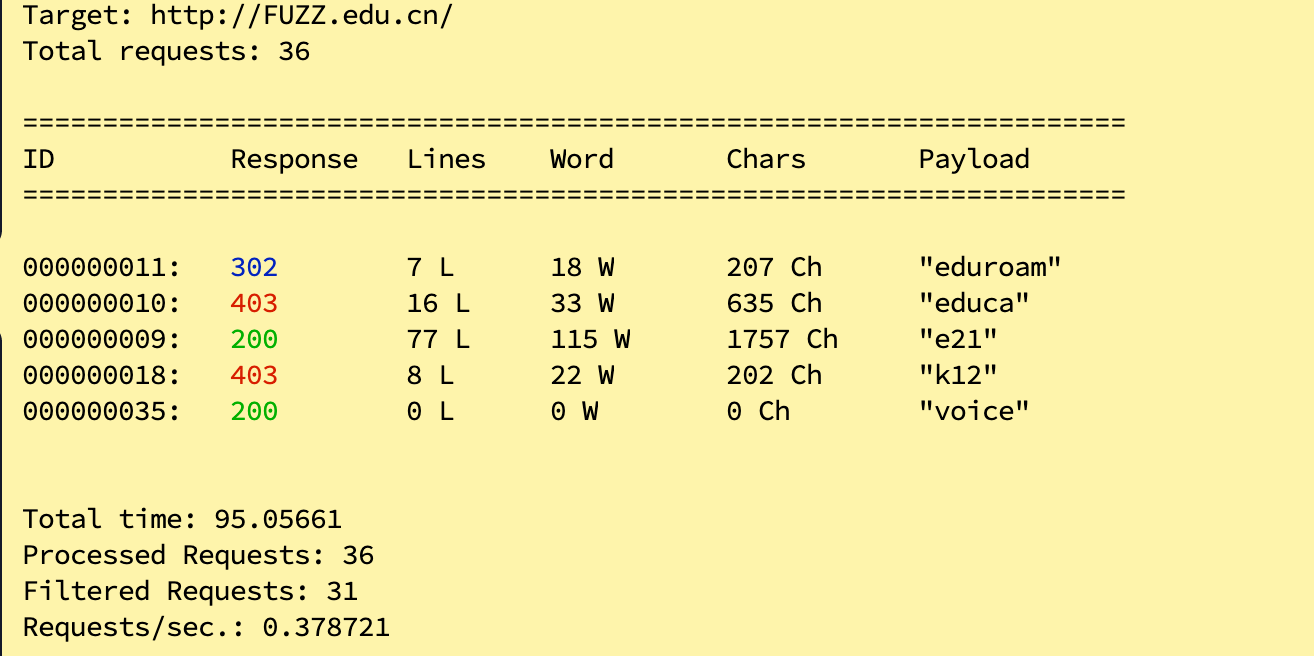 Target: http://FUZZ.edu.cn/
Total requests: 36
=====================================================================
ID Response Lines Word Chars Payload
=====================================================================
000000011: 302 7 L 18 W 207 Ch "eduroam"
000000010: 403 16 L 33 W 635 Ch "educa"
000000009: 200 77 L 115 W 1757 Ch "e21"
000000018: 403 8 L 22 W 202 Ch "k12"
000000035: 200 0 L 0 W 0 Ch "voice"
Total time: 95.05661
Processed Requests: 36
Filtered Requests: 31
Requests/sec.: 0.378721